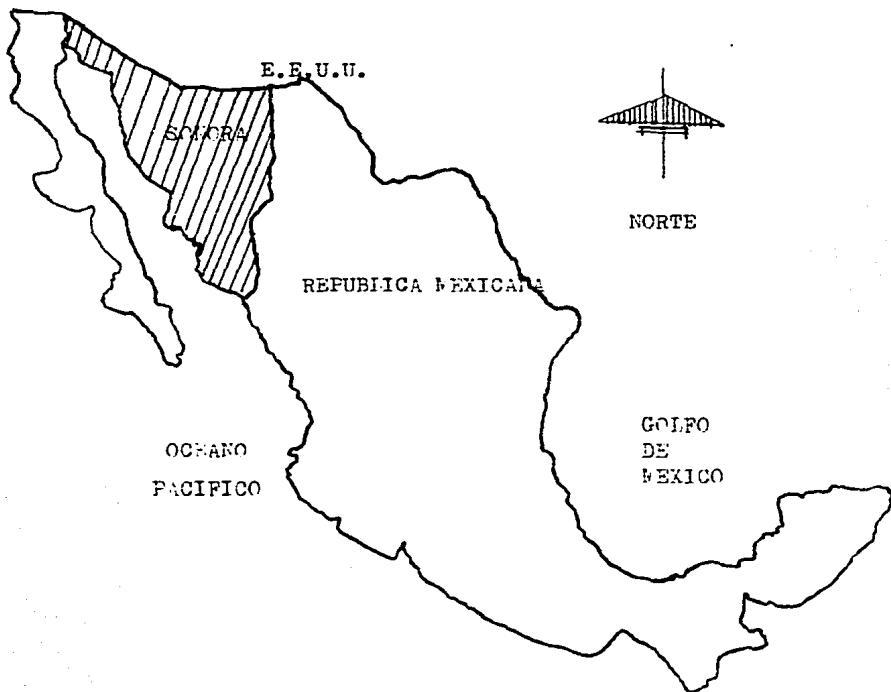 E.E.U.U.
SONORA
NORTE
REPUBLICA MEXICANA
OCEANO
PACIFICO
GOLFO
DE
MEXICO